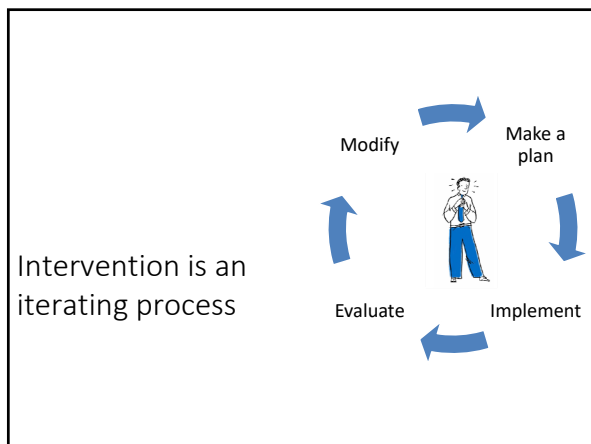 Intervention is an
iterating process
Modify
Make a
plan
Implement
Evaluate